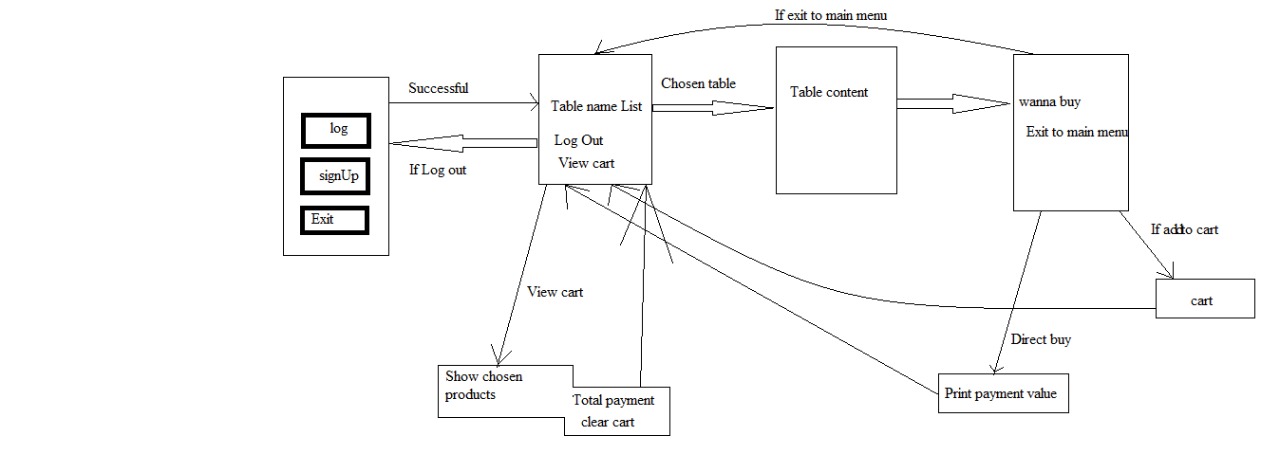 If exit to main menu
Successful
Chosen table
Table name List
Log Out
View cart
Table content
wanna buy
Exit to main menu
log
signUp
Exit
If Log out
If addto cart
View cart
cart
Direct buy
Show chosen
products
Total payment
clear cart
Print payment value